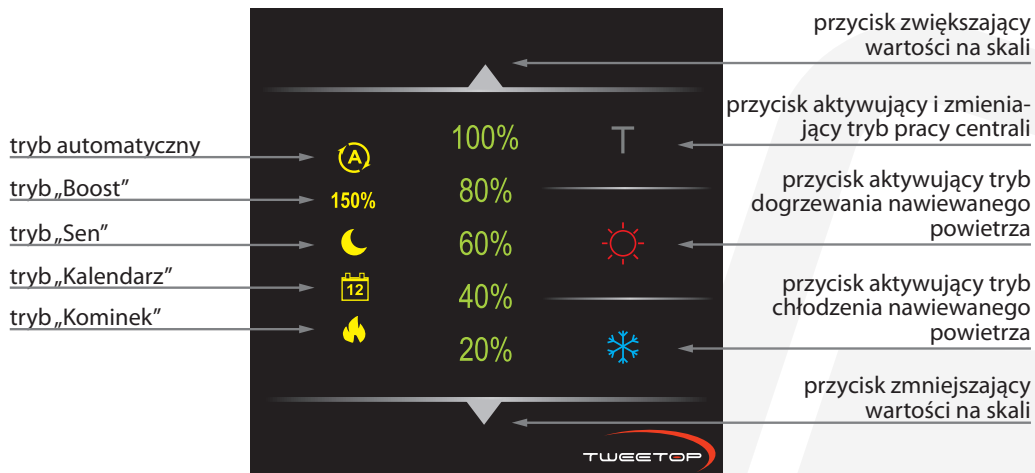 przycisk zwiększający
wartości na skali
przycisk aktywujący i zmienia-
jący tryb pracy centrali
przycisk aktywujący tryb
dogrzewania nawiewanego
powietrza
przycisk aktywujący tryb
chłodzenia nawiewanego
powietrza
przycisk zmniejszający
wartości na skali
tryb automatyczny
tryb „Boost”
tryb „Sen”
tryb „Kalendarz”
tryb „Kominek”
A
150%
12
100%
80%
60%
40%
20%
T
TWEETOP